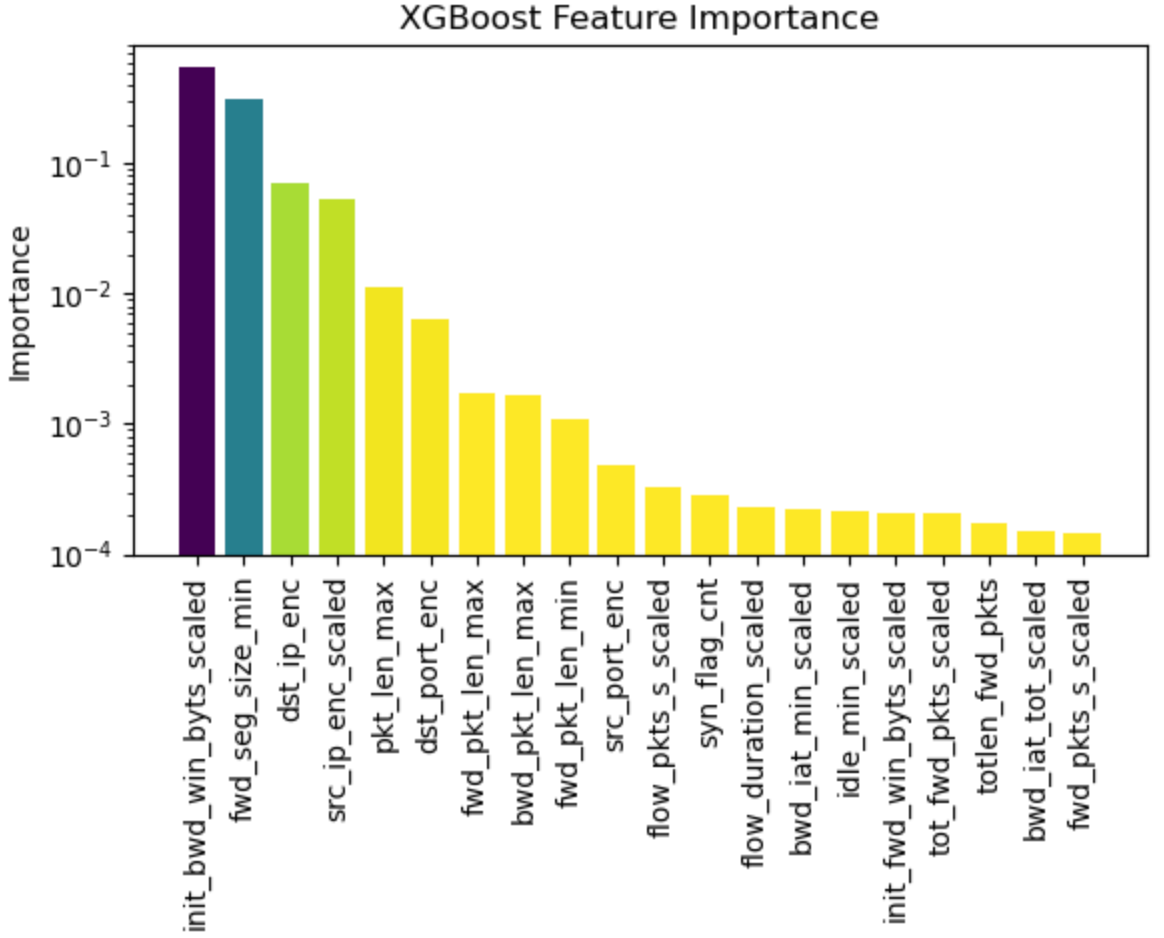 XGBoost Feature Importance
Importance
10⁻¹
10⁻²
10⁻³
10⁻⁴
init_bwd_win_byts_scaled
fwd_seg_size_min
dst_ip_enc
src_ip_enc_scaled
pkt_len_max
dst_port_enc
fwd_pkt_len_max
bwd_pkt_len_max
fwd_pkt_len_min
src_port_enc
flow_pkts_s_scaled
syn_flag_cnt
flow_duration_scaled
bwd_iat_min_scaled
idle_min_scaled
init_fwd_win_byts_scaled
tot_fwd_pkts_scaled
totlen_fwd_pkts
bwd_iat_tot_scaled
fwd_pkts_s_scaled